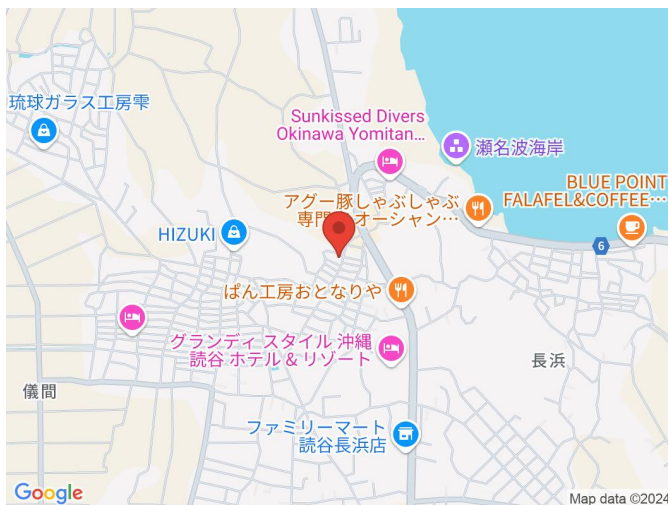 琉球ガラス工房雫
Sunkissed Divers
Okinawa Yomitan...
瀬名波海岸
BLUE POINT
FALAFEL&COFFEE…
アグー豚しゃぶしゃぶ
オーシャン…
HIZUKI
6
ぱん工房おとなりや
グランディ スタイル 沖縄
読谷 ホテル & リゾート
長浜
儀間
ファミリーマート
読谷長浜店
Google
Map data ©2024